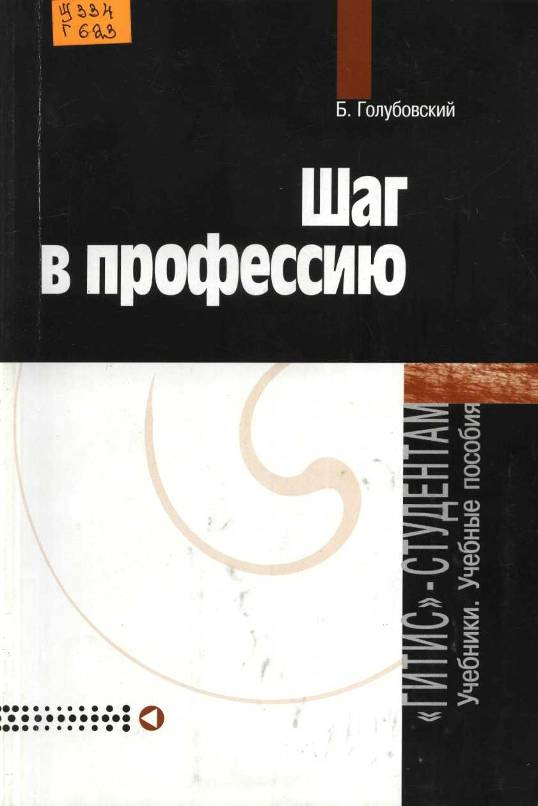 Щ334
Г623
Б. Голубовский
Шаг
в профессию
«ГИТИС» - СТУДЕНТАМ
Учебники. Учебные пособия